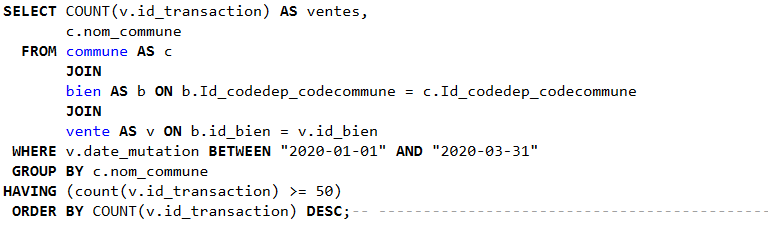 SELECT COUNT(v.id_transaction) AS ventes,
       c.nom_commune
  FROM commune AS c
       JOIN
       bien AS b ON b.Id_codedep_codecommune = c.Id_codedep_codecommune
       JOIN
       vente AS v ON b.id_bien = v.id_bien
 WHERE v.date_mutation BETWEEN "2020-01-01" AND "2020-03-31"
 GROUP BY c.nom_commune
HAVING (count(v.id_transaction) >= 50)
 ORDER BY COUNT(v.id_transaction) DESC;-- ----------------------------------------